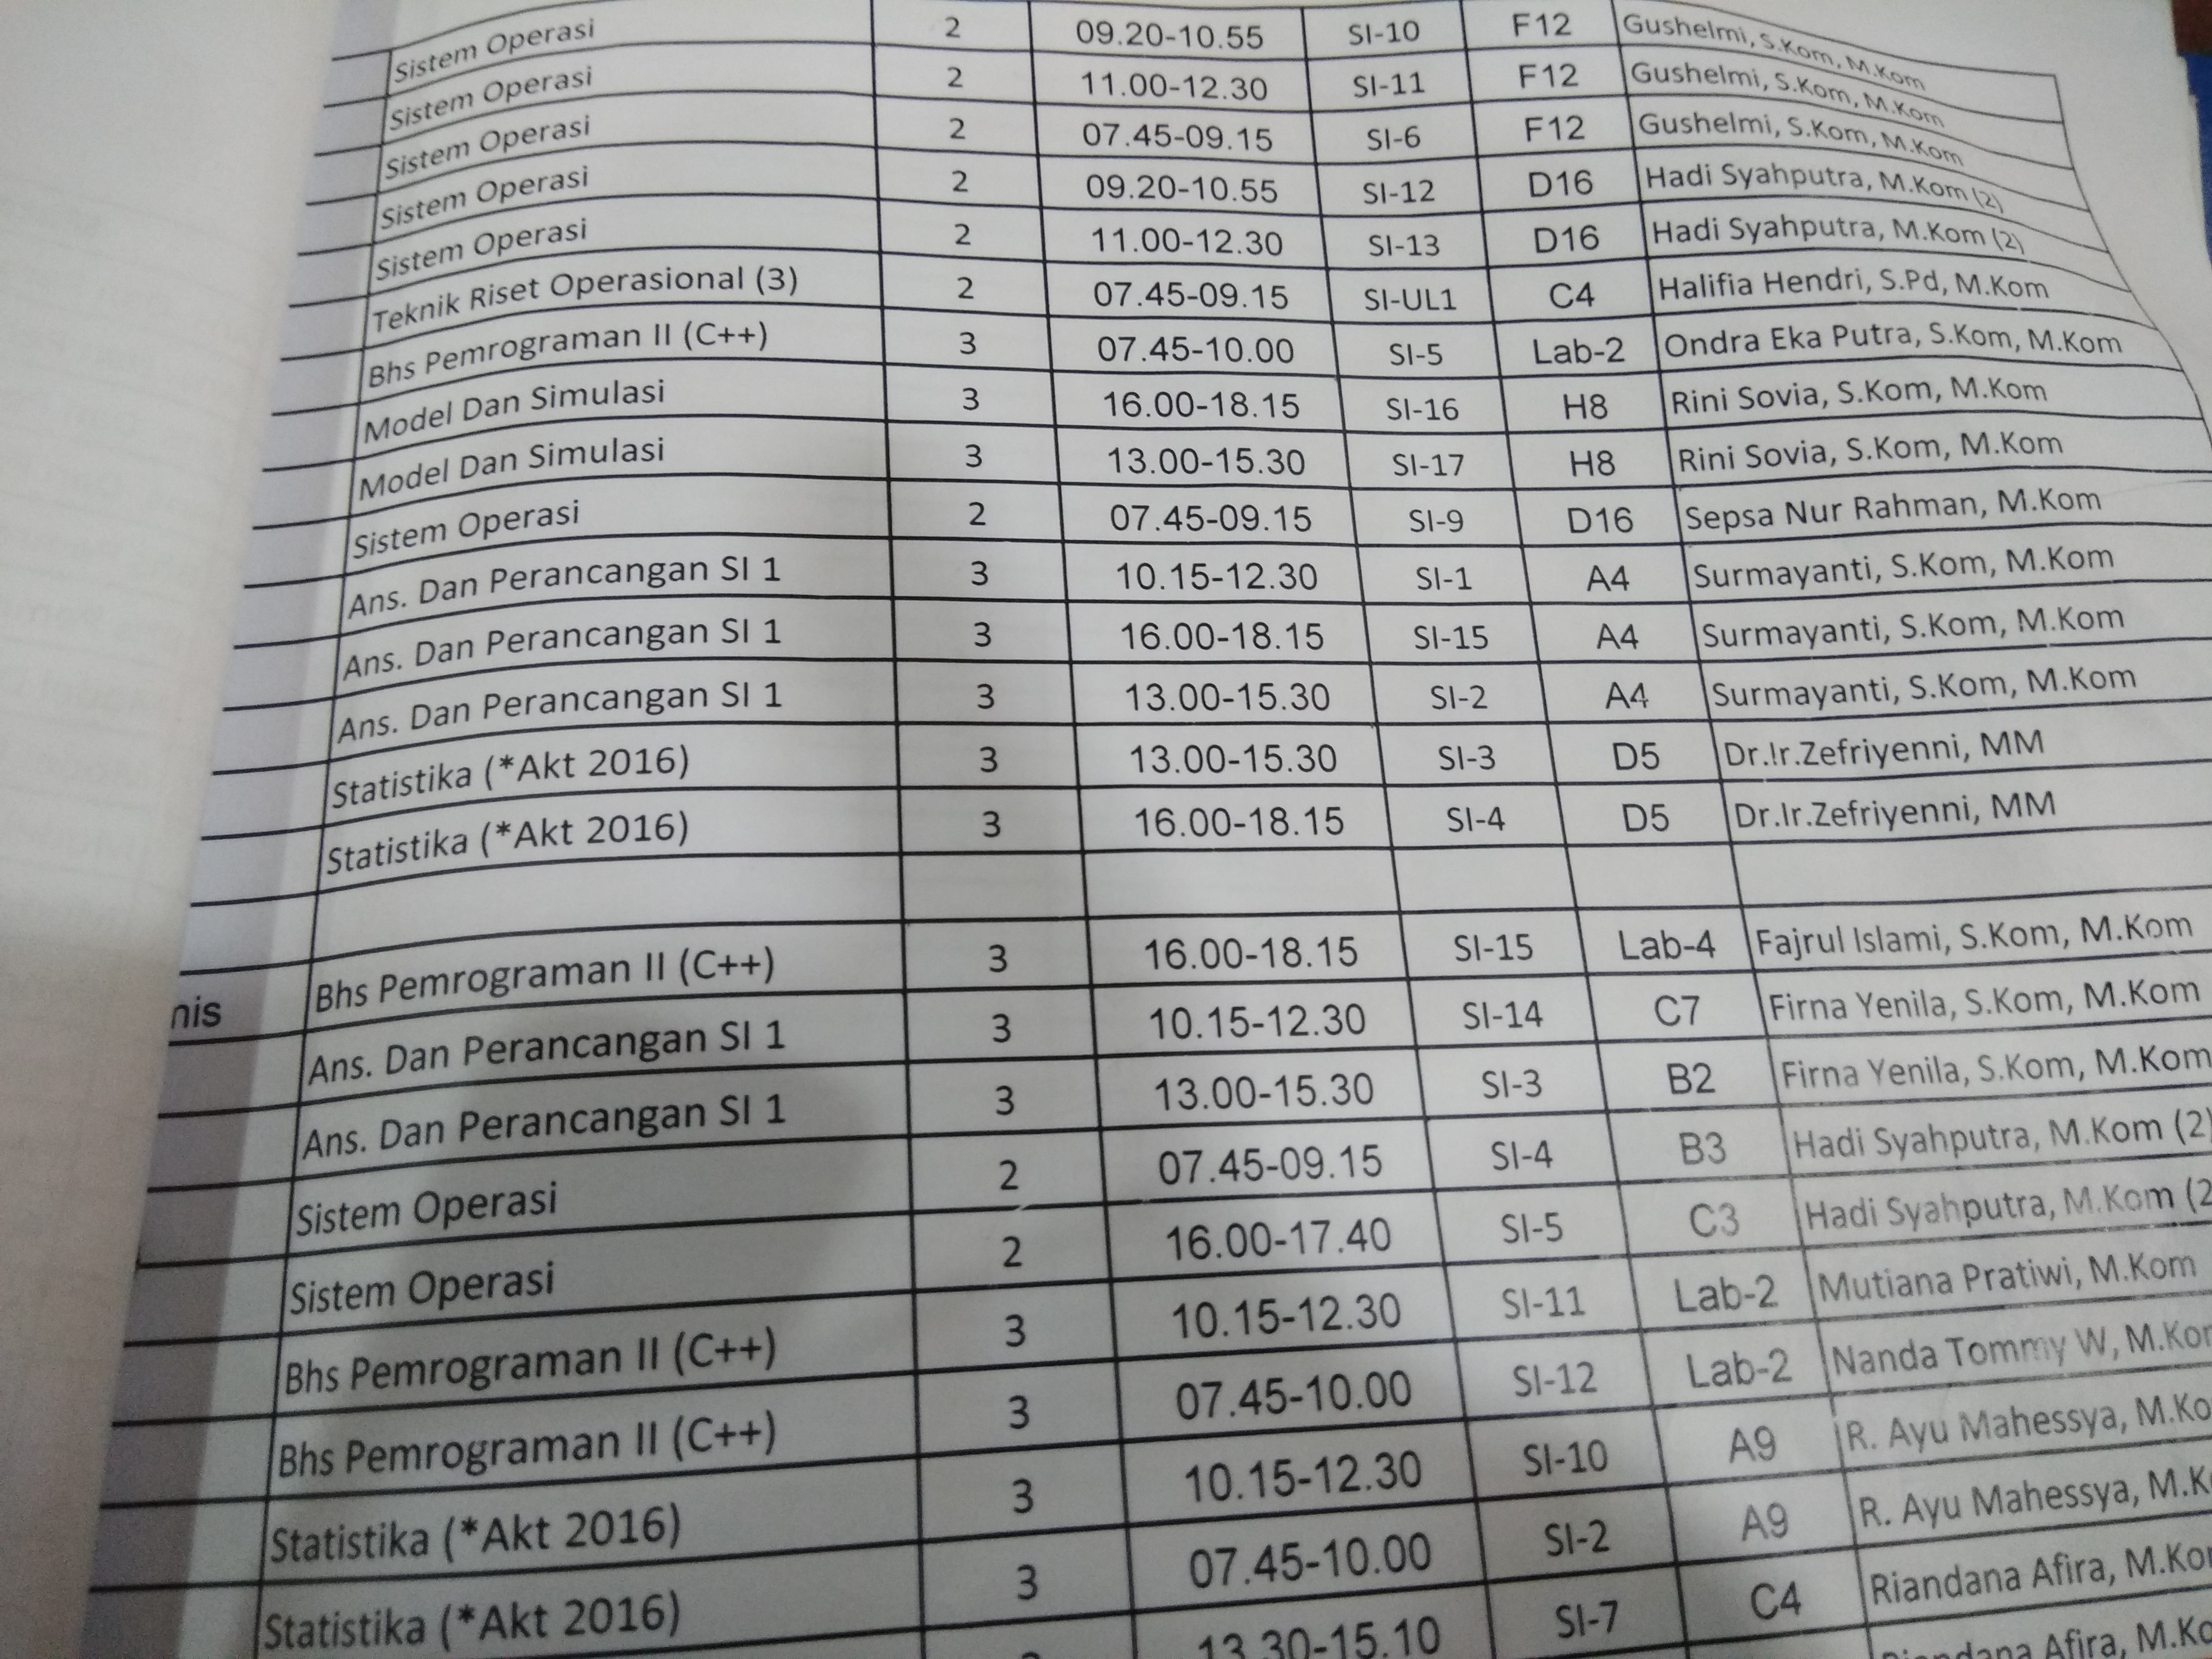 Sistem Operasi 2 09.20-10.55 SI-10 F12 Gushelmi, S.Kom, M.Kom
Sistem Operasi 2 11.00-12.30 SI-11 F12 Gushelmi, S.Kom, M.Kom
Sistem Operasi 2 07.45-09.15 SI-6 F12 Gushelmi, S.Kom, M.Kom
Sistem Operasi 2 09.20-10.55 SI-12 D16 Hadi Syahputra, M.Kom (2)
Sistem Operasi 2 11.00-12.30 SI-13 D16 Hadi Syahputra, M.Kom (2)
Teknik Riset Operasional (3) 2 07.45-09.15 SI-UL1 C4 Halifia Hendri, S.Pd, M.Kom
Bhs Pemrograman II (C++) 3 07.45-10.00 SI-5 Lab-2 Ondra Eka Putra, S.Kom, M.Kom
Model Dan Simulasi 3 16.00-18.15 SI-16 H8 Rini Sovia, S.Kom, M.Kom
Model Dan Simulasi 3 13.00-15.30 SI-17 H8 Rini Sovia, S.Kom, M.Kom
Sistem Operasi 2 07.45-09.15 SI-9 D16 Sepsa Nur Rahman, M.Kom
Ans. Dan Perancangan SI 1 3 10.15-12.30 SI-1 A4 Surmayanti, S.Kom, M.Kom
Ans. Dan Perancangan SI 1 3 16.00-18.15 SI-15 A4 Surmayanti, S.Kom, M.Kom
Ans. Dan Perancangan SI 1 3 13.00-15.30 SI-2 A4 Surmayanti, S.Kom, M.Kom
Statistika (*Akt 2016) 3 13.00-15.30 SI-3 D5 Dr.Ir.Zefriyenni, MM
Statistika (*Akt 2016) 3 16.00-18.15 SI-4 D5 Dr.Ir.Zefriyenni, MM
nis Bhs Pemrograman II (C++) 3 16.00-18.15 SI-15 Lab-4 Fajrul Islami, S.Kom, M.Kom
Ans. Dan Perancangan SI 1 3 10.15-12.30 SI-14 C7 Firna Yenila, S.Kom, M.Kom
Ans. Dan Perancangan SI 1 3 13.00-15.30 SI-3 B2 Firna Yenila, S.Kom, M.Kom
Sistem Operasi 2 07.45-09.15 SI-4 B3 Hadi Syahputra, M.Kom (2)
Sistem Operasi 2 16.00-17.40 SI-5 C3 Hadi Syahputra, M.Kom (2
Bhs Pemrograman II (C++) 3 10.15-12.30 SI-11 Lab-2 Mutiana Pratiwi, M.Kom
Bhs Pemrograman II (C++) 3 07.45-10.00 SI-12 Lab-2 Nanda Tommy W, M.Kor
Statistika (*Akt 2016) 3 10.15-12.30 SI-10 A9 R. Ayu Mahessya, M.Ko
Statistika (*Akt 2016) 3 07.45-10.00 SI-2 A9 R. Ayu Mahessya, M.K
13.30-15.10 SI-7 C4 Riandana Afira, M.Kor
Riandana Afira, M.Ko